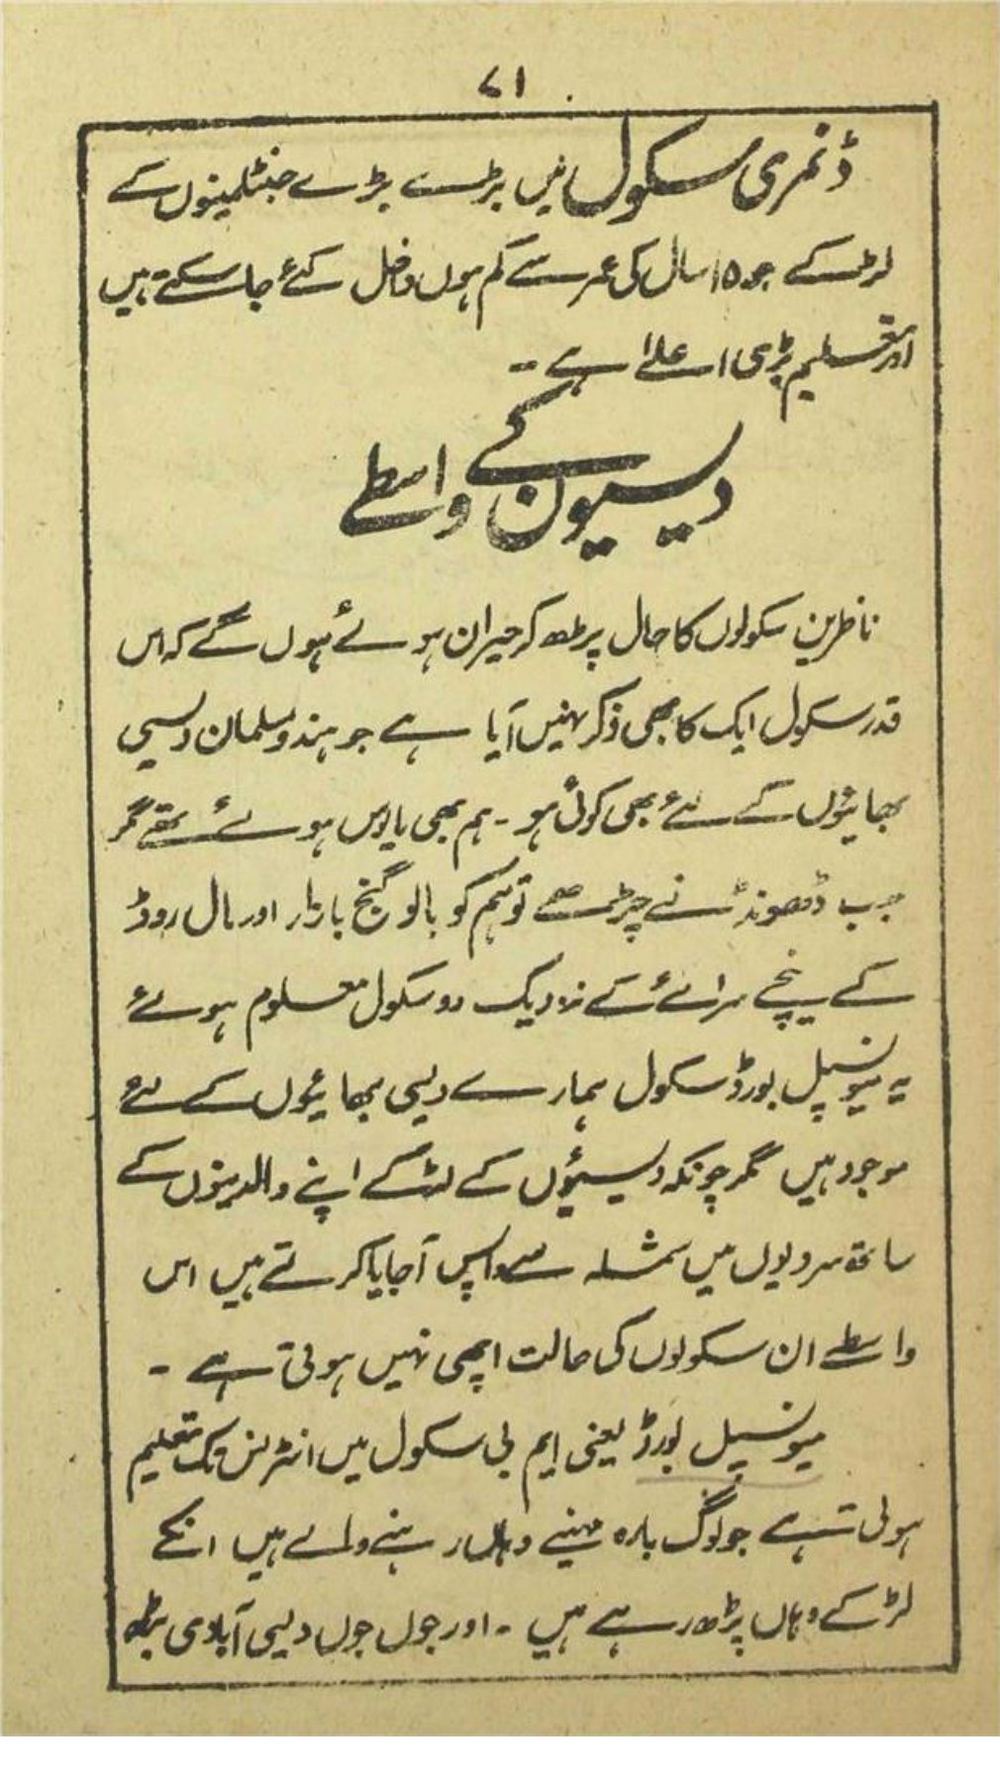 ۷۱
ڈنمری سکول میں بڑے بڑے جنٹلمینوں کے
لڑکے جو ۱۵ سال کی عمر سے کم ہوں داخل کئے جا سکتے ہیں
اور تعلیم بڑی اعلےٰ ہے ۔
دیسیوں کے واسطے
ناظرین سکولوں کا حال پڑھ کر حیران ہوئے ہوں گے کہ اس
قدر سکول ایک کا بھی ذکر نہیں آیا ہے جو ہندو مسلمان دیسی
بھائیوں کے لئے بھی کوئی ہو ۔ ہم بھی مایوس ہوئے تھے مگر
جب ڈھونڈنے چڑھے تو ہم کو بالو گنج بازار اور مال روڈ
کے نیچے سرائے کے نزدیک دو سکول معلوم ہوئے
یہ میونسپل بورڈ سکول ہمارے دیسی بھائیوں کے لئے
موجود ہیں مگر چونکہ دیسیئوں کے لڑکے اپنے والدینوں کے
ساتھ سردیوں میں شملہ سے واپس آ جایا کرتے ہیں اس
واسطے ان سکولوں کی حالت اچھی نہیں ہوتی ہے ۔
میونسپل بورڈ یعنی ایم بی سکول میں انٹرنس تک تعلیم
ہوتی ہے جو لوگ بارہ مہینے وہاں رہنے والے ہیں انکے
لڑکے وہاں پڑھ رہے ہیں ۔ اور جوں جوں دیسی آبادی بڑھ